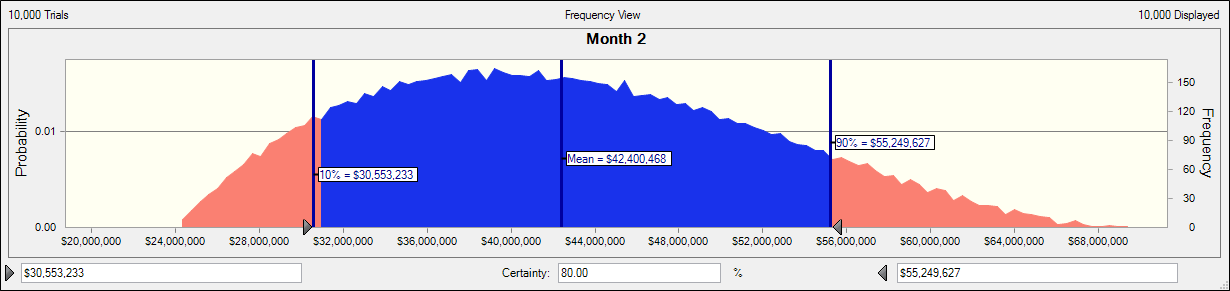 10,000 Trials Frequency View 10,000 Displayed
Month 2
Probability
0.01
0.00
150
120
90
60
30
0
Frequency
90% = $55,249,627
Mean = $42,400,468
10% = $30,553,233
$20,000,000 $24,000,000 $28,000,000 $32,000,000 $36,000,000 $40,000,000 $44,000,000 $48,000,000 $52,000,000 $56,000,000 $60,000,000 $64,000,000 $68,000,000
$30,553,233 Certainty: 80.00 % $55,249,627